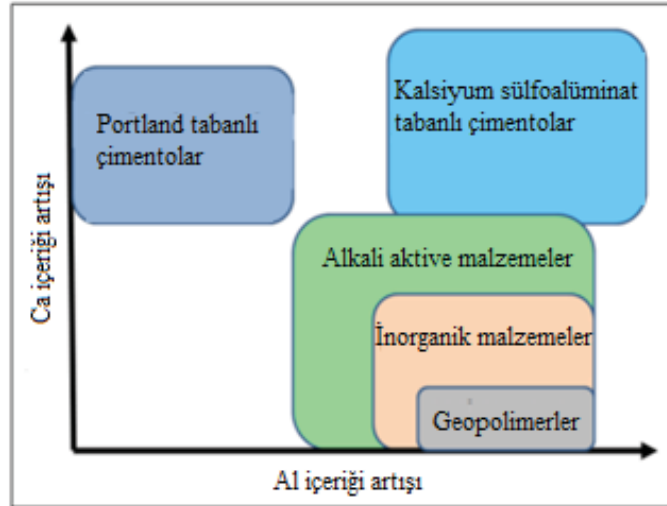 Portland tabanlı
çimentolar
Kalsiyum sülfoalüminat
tabanlı çimentolar
Alkali aktive malzemeler
İnorganik malzemeler
Geopolimerler
Ca içeriği artışı
Al içeriği artışı